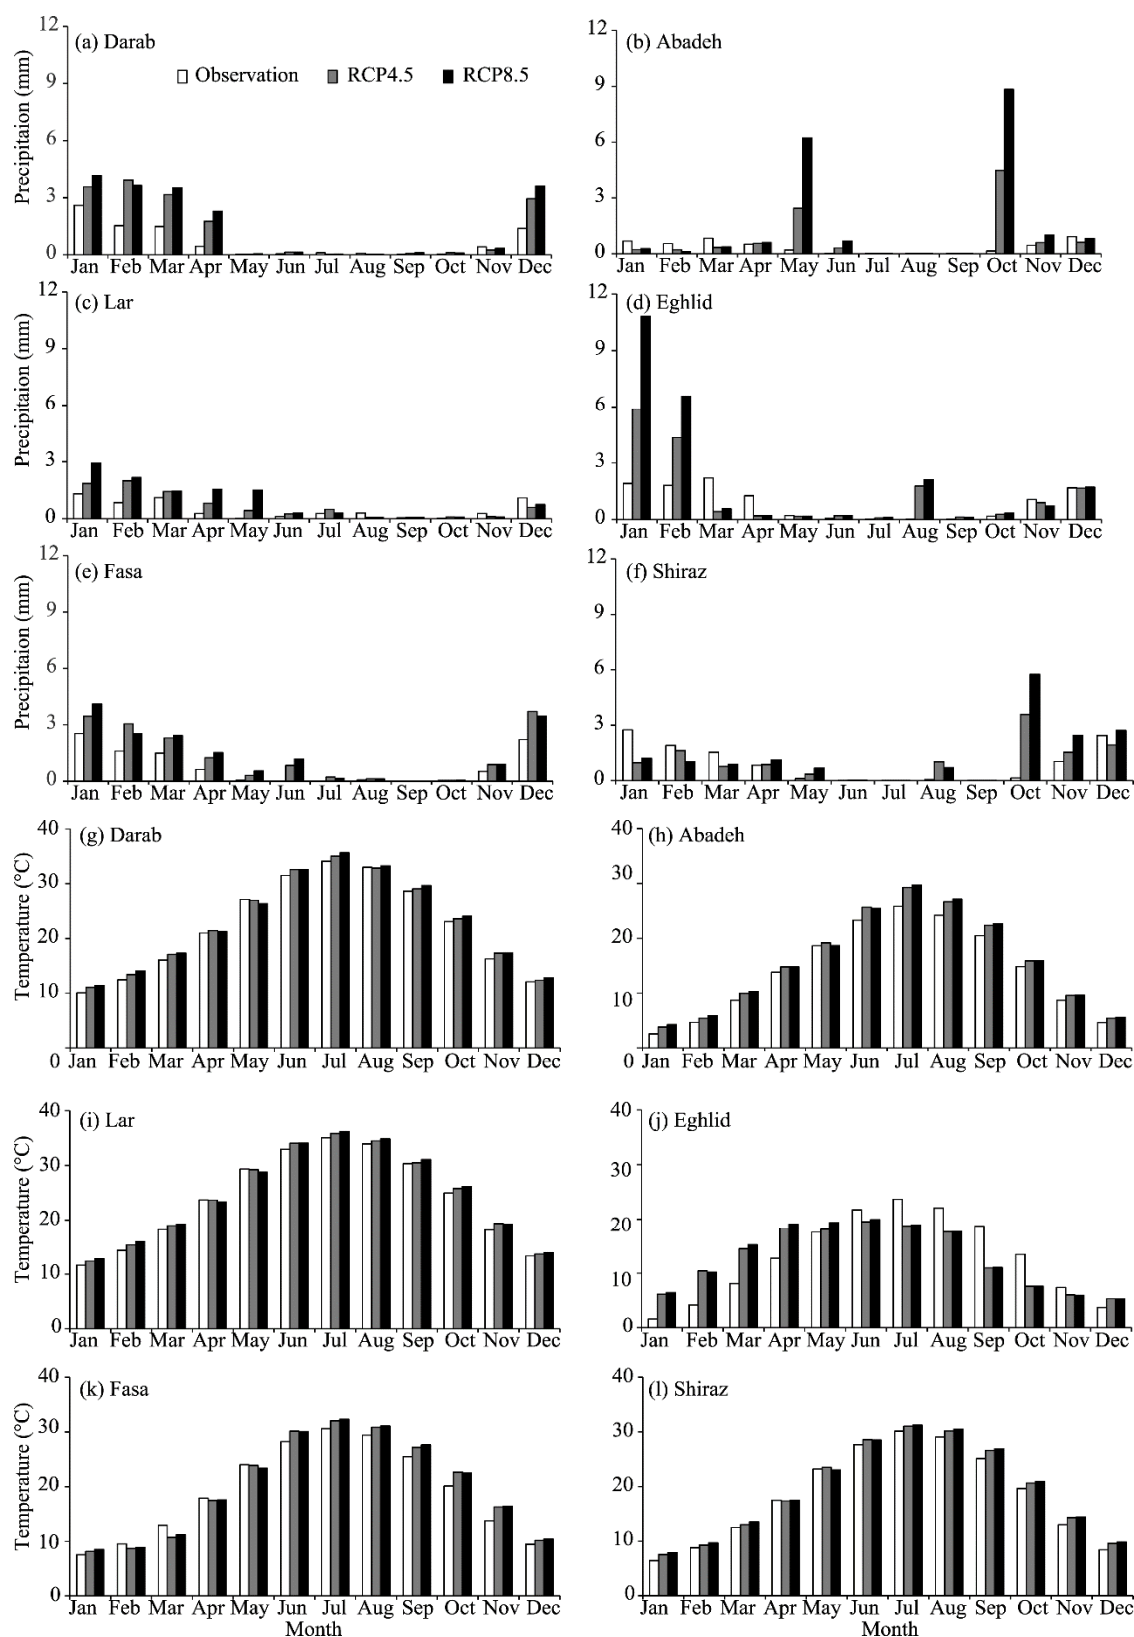 (a) Darab
Observation RCP4.5 RCP8.5
Precipitaion (mm)
12
9
6
3
0
Jan Feb Mar Apr May Jun Jul Aug Sep Oct Nov Dec
(b) Abadeh
12
9
6
3
0
Jan Feb Mar Apr May Jun Jul Aug Sep Oct Nov Dec
(c) Lar
Precipitaion (mm)
12
9
6
3
0
Jan Feb Mar Apr May Jun Jul Aug Sep Oct Nov Dec
(d) Eghlid
12
9
6
3
0
Jan Feb Mar Apr May Jun Jul Aug Sep Oct Nov Dec
(e) Fasa
Precipitaion (mm)
12
9
6
3
0
Jan Feb Mar Apr May Jun Jul Aug Sep Oct Nov Dec
(f) Shiraz
12
9
6
3
0
Jan Feb Mar Apr May Jun Jul Aug Sep Oct Nov Dec
(g) Darab
Temperature (°C)
40
30
20
10
0
Jan Feb Mar Apr May Jun Jul Aug Sep Oct Nov Dec
(h) Abadeh
40
30
20
10
0
Jan Feb Mar Apr May Jun Jul Aug Sep Oct Nov Dec
(i) Lar
Temperature (°C)
40
30
20
10
0
Jan Feb Mar Apr May Jun Jul Aug Sep Oct Nov Dec
(j) Eghlid
40
30
20
10
0
Jan Feb Mar Apr May Jun Jul Aug Sep Oct Nov Dec
(k) Fasa
Temperature (°C)
40
30
20
10
0
Jan Feb Mar Apr May Jun Jul Aug Sep Oct Nov Dec
Month
(l) Shiraz
40
30
20
10
0
Jan Feb Mar Apr May Jun Jul Aug Sep Oct Nov Dec
Month